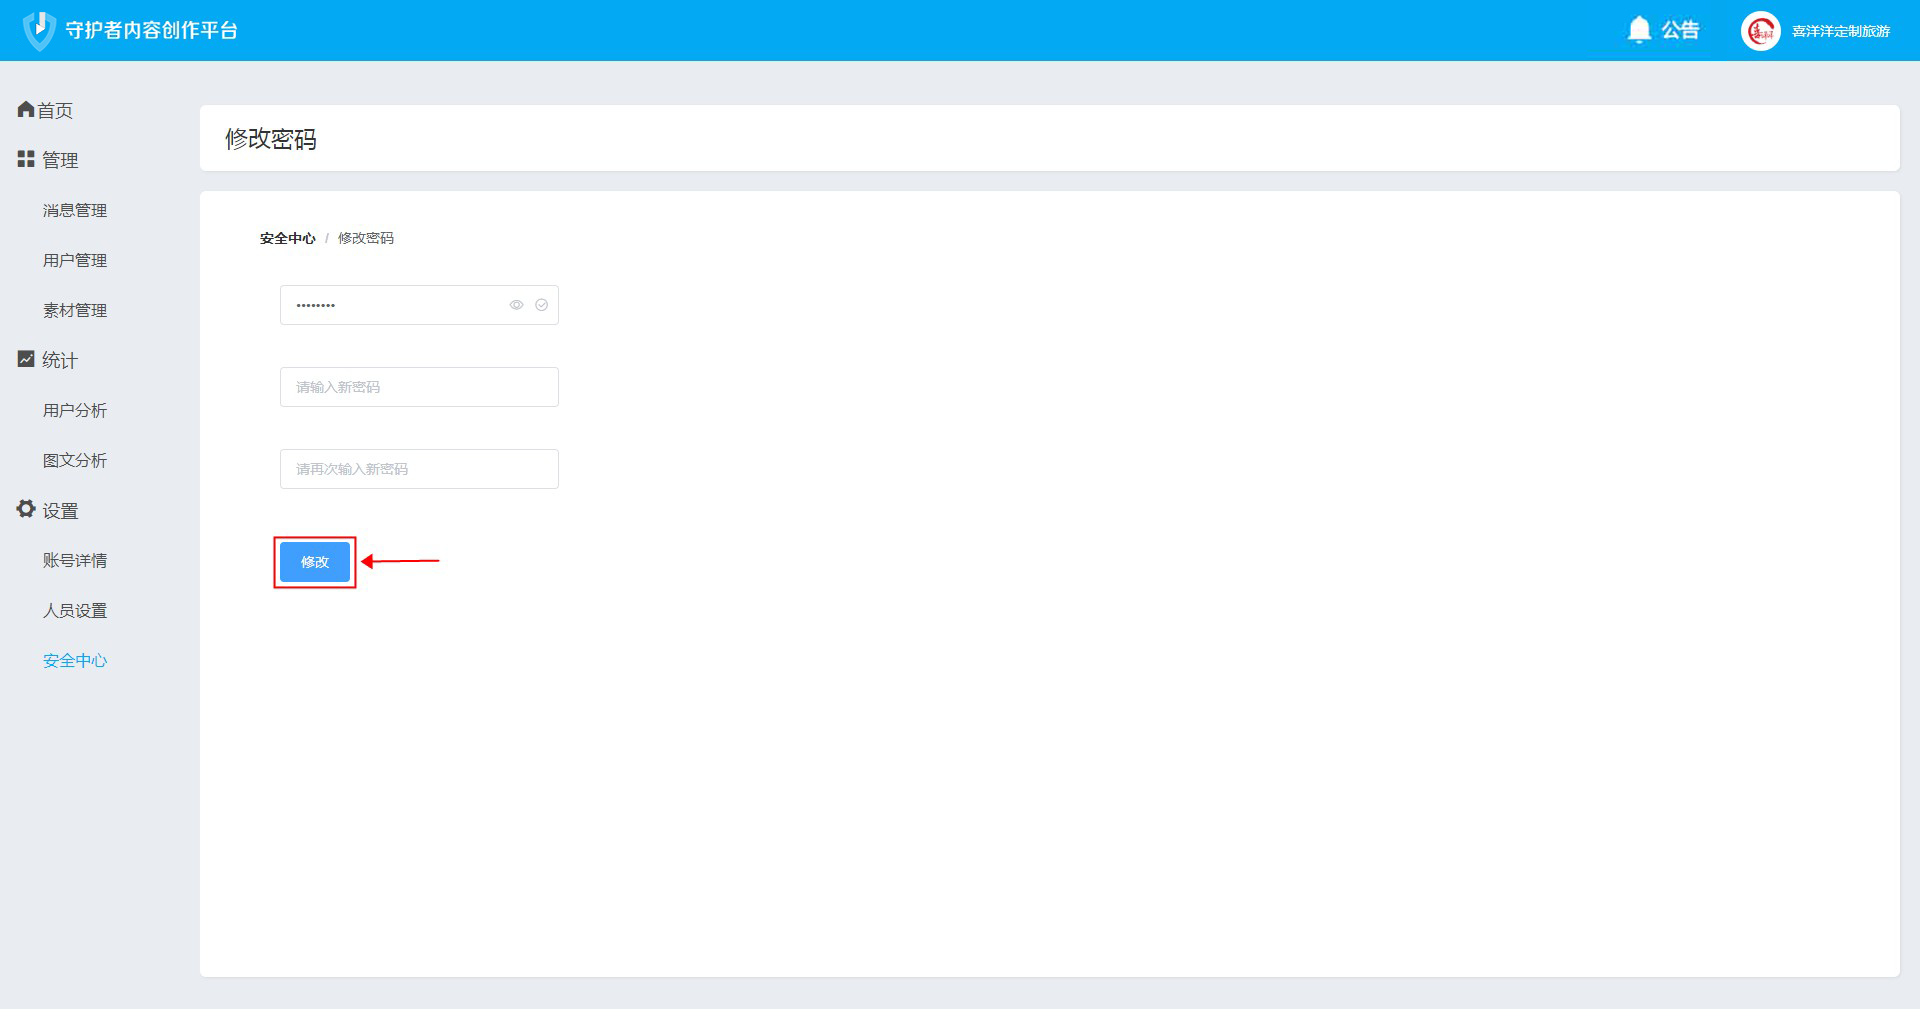 守护者内容创作平台
公告
喜洋洋定制旅游
首页
管理
消息管理
用户管理
素材管理
统计
用户分析
图文分析
设置
账号详情
人员设置
安全中心
修改密码
安全中心 / 修改密码
••••••••
请输入新密码
请再次输入新密码
修改